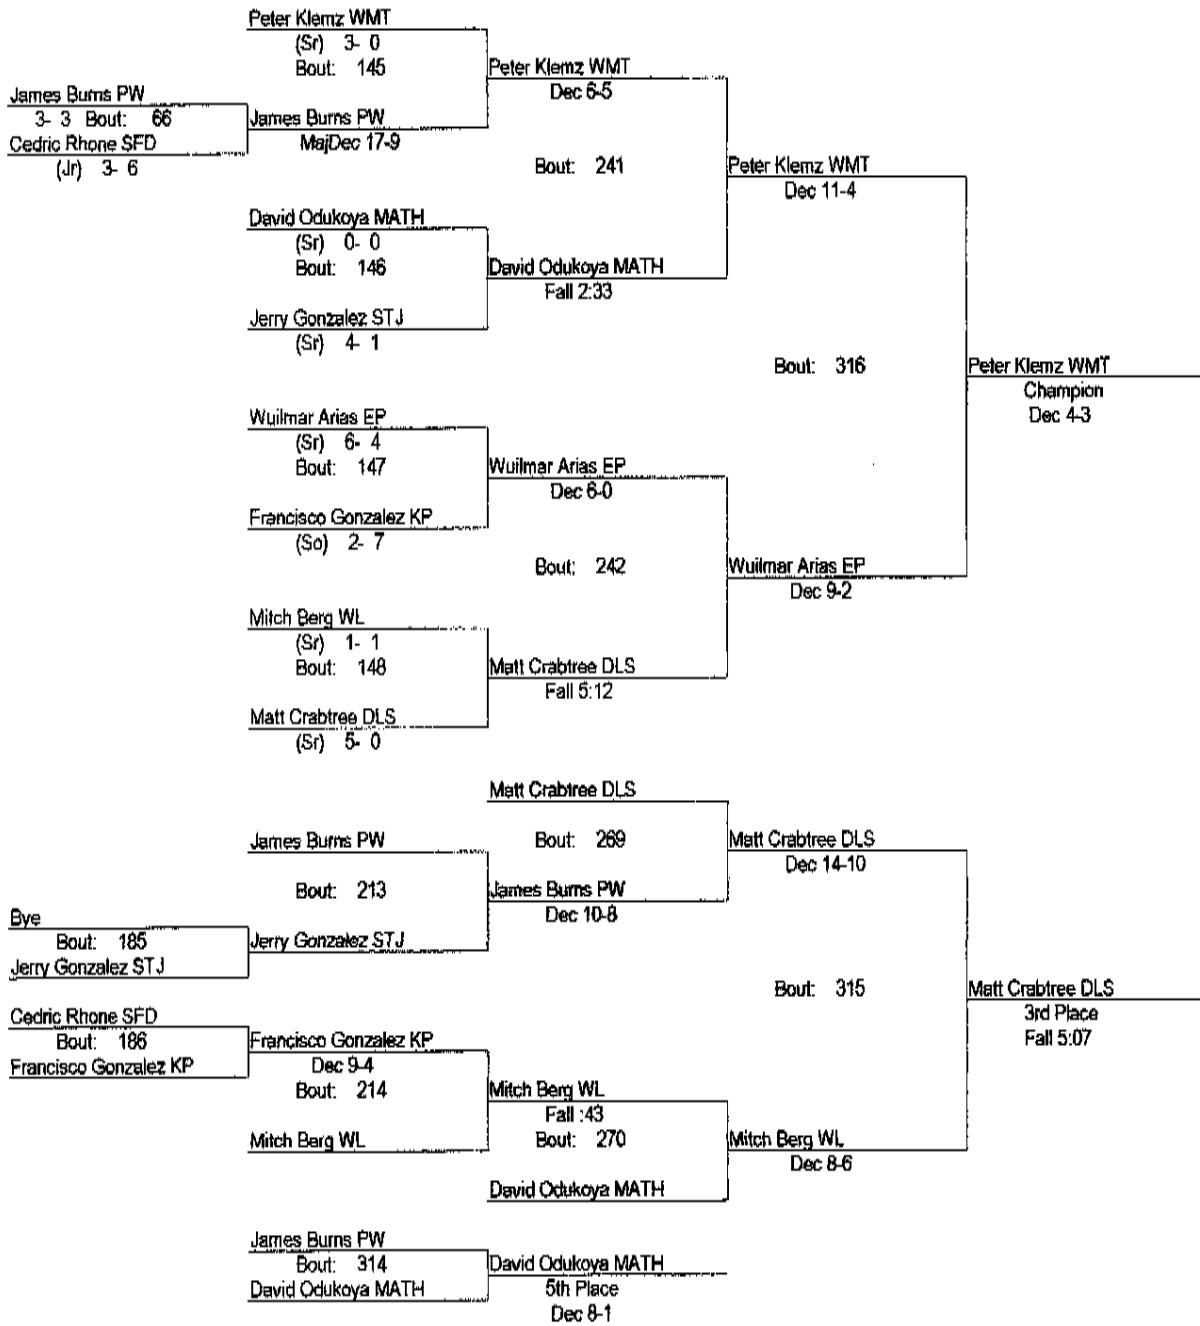 Peter Klemz WMT
(Sr) 3- 0
Bout: 145
Peter Klemz WMT
Dec 6-5
James Burns PW
3- 3 Bout: 66
Cedric Rhone SFD
(Jr) 3- 6
James Burns PW
MajDec 17-9
Bout: 241
Peter Klemz WMT
Dec 11-4
David Odukoya MATH
(Sr) 0- 0
Bout: 146
David Odukoya MATH
Fall 2:33
Jerry Gonzalez STJ
(Sr) 4- 1
Bout: 316
Peter Klemz WMT
Champion
Dec 4-3
Wuilmar Arias EP
(Sr) 6- 4
Bout: 147
Wuilmar Arias EP
Dec 6-0
Francisco Gonzalez KP
(So) 2- 7
Bout: 242
Wuilmar Arias EP
Dec 9-2
Mitch Berg WL
(Sr) 1- 1
Bout: 148
Matt Crabtree DLS
Fall 5:12
Matt Crabtree DLS
(Sr) 5- 0
Matt Crabtree DLS
James Burns PW
Bout: 269
Matt Crabtree DLS
Dec 14-10
Bout: 213
James Burns PW
Dec 10-8
Bye
Bout: 185
Jerry Gonzalez STJ
Jerry Gonzalez STJ
Bout: 315
Matt Crabtree DLS
3rd Place
Fall 5:07
Cedric Rhone SFD
Bout: 186
Francisco Gonzalez KP
Francisco Gonzalez KP
Dec 9-4
Bout: 214
Mitch Berg WL
Fall :43
Bout: 270
Mitch Berg WL
Mitch Berg WL
Dec 8-6
David Odukoya MATH
James Burns PW
Bout: 314
David Odukoya MATH
David Odukoya MATH
5th Place
Dec 8-1